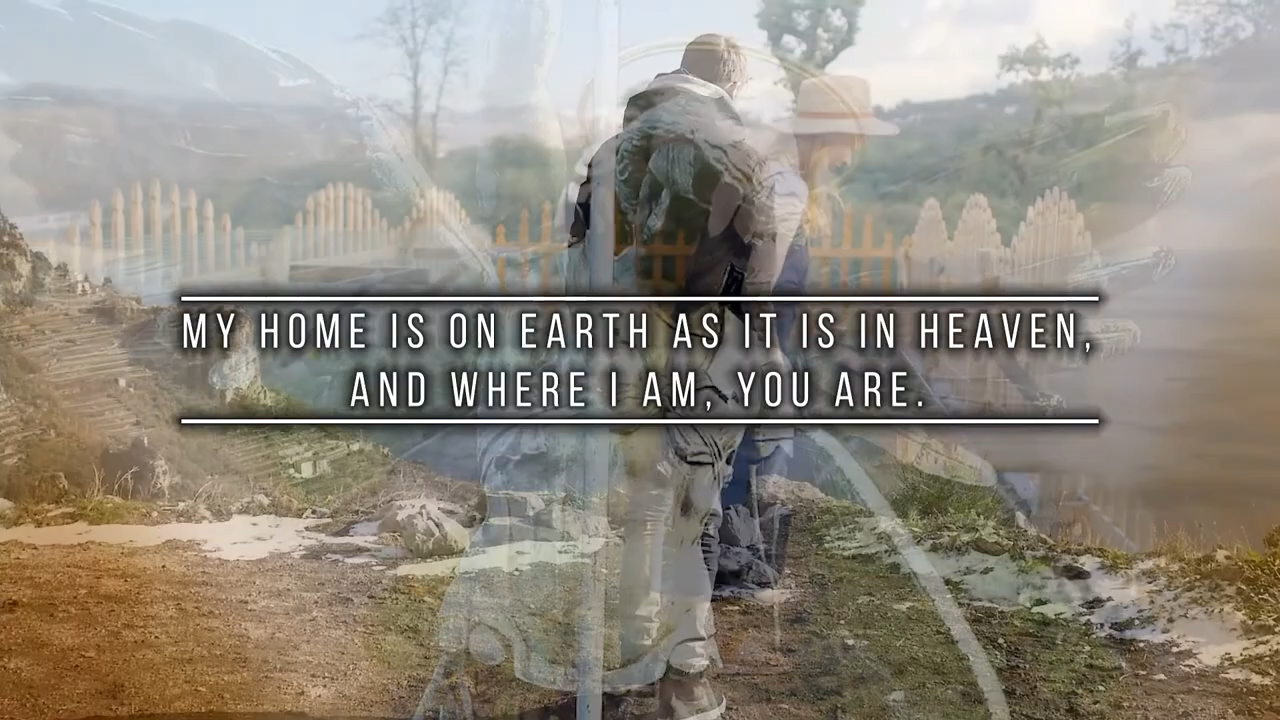 MY HOME IS ON EARTH AS IT IS IN HEAVEN,
AND WHERE I AM, YOU ARE.